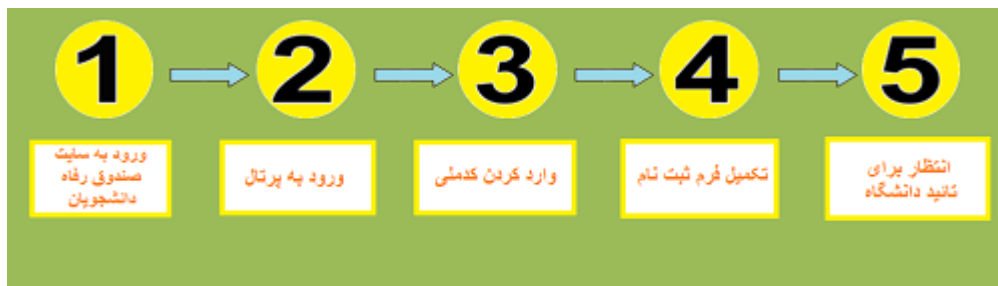 1
2
3
4
5
ورود به سایت
صندوق رفاه
دانشجویان
ورود به پرتال
وارد کردن کدملی
تکمیل فرم ثبت نام
انتظار برای
تائید دانشگاه